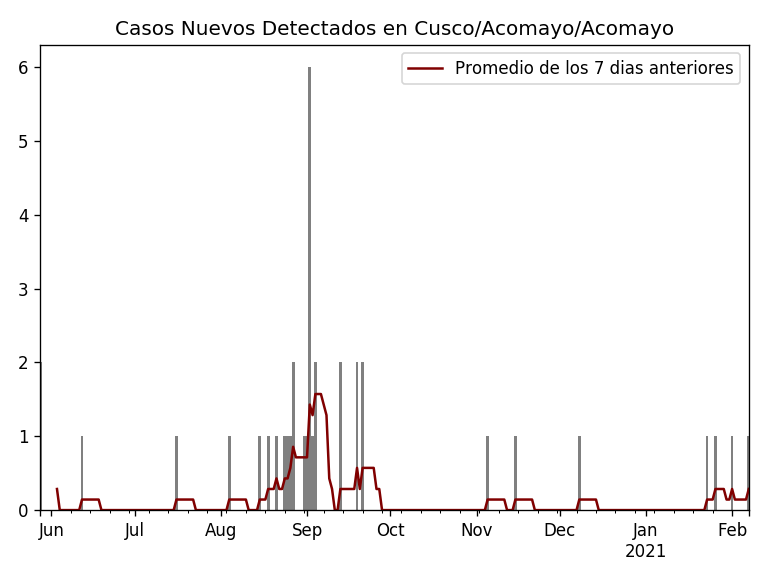 Casos Nuevos Detectados en Cusco/Acomayo/Acomayo
Promedio de los 7 dias anteriores
6
5
4
3
2
1
0
Jun Jul Aug Sep Oct Nov Dec Jan Feb
2021